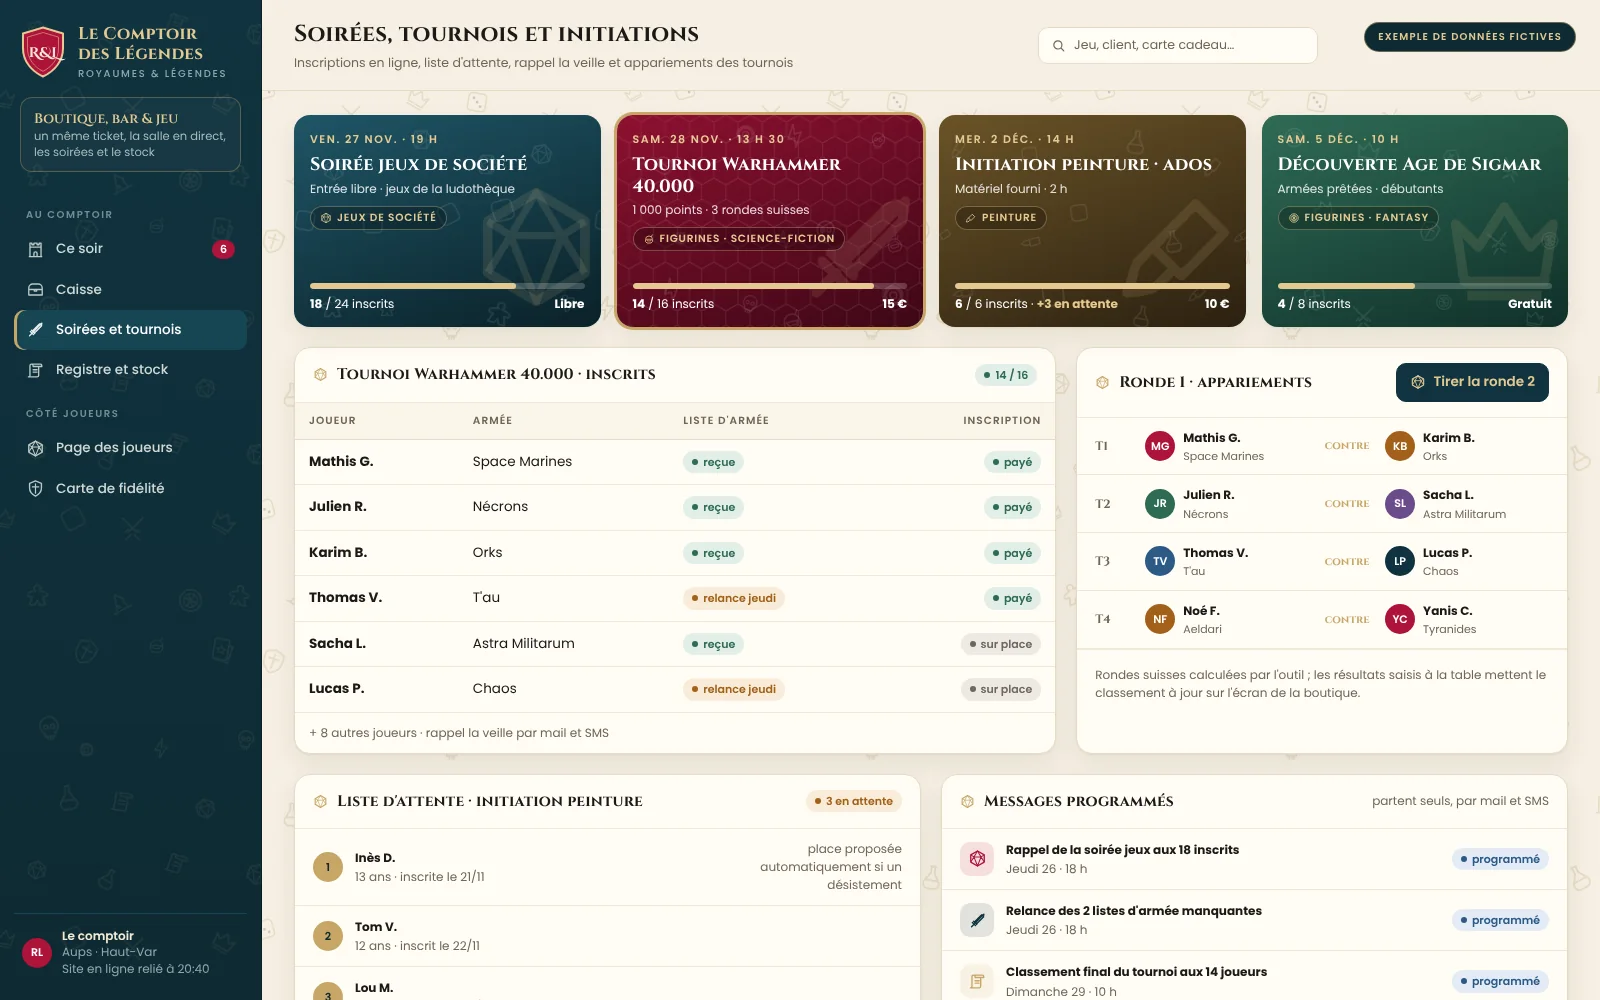 R&L
Le Comptoir
des Légendes
ROYAUMES & LÉGENDES
Boutique, bar & jeu
un même ticket, la salle en direct,
les soirées et le stock
AU COMPTOIR
Ce soir
6
Caisse
Soirées et tournois
Registre et stock
CÔTÉ JOUEURS
Page des joueurs
Carte de fidélité
RL
Le comptoir
Aups · Haut-Var
Site en ligne relié à 20:40
Soirées, tournois et initiations
Inscriptions en ligne, liste d'attente, rappel la veille et appariements des tournois
Jeu, client, carte cadeau…
EXEMPLE DE DONNÉES FICTIVES
VEN. 27 NOV. · 19 H
Soirée jeux de société
Entrée libre · jeux de la ludothèque
JEUX DE SOCIÉTÉ
18 / 24 inscrits
Libre
SAM. 28 NOV. · 13 H 30
Tournoi Warhammer
40.000
1 000 points · 3 rondes suisses
FIGURINES · SCIENCE-FICTION
14 / 16 inscrits
15 €
MER. 2 DÉC. · 14 H
Initiation peinture · ados
Matériel fourni · 2 h
PEINTURE
6 / 6 inscrits · +3 en attente
10 €
SAM. 5 DÉC. · 10 H
Découverte Age of Sigmar
Armées prêtées · débutants
FIGURINES · FANTASY
4 / 8 inscrits
Gratuit
Tournoi Warhammer 40.000 · inscrits
14 / 16
JOUEUR ARMÉE LISTE D'ARMÉE INSCRIPTION
Mathis G. Space Marines reçue payé
Julien R. Nécrons reçue payé
Karim B. Orks reçue payé
Thomas V. T'au relance jeudi payé
Sacha L. Astra Militarum reçue sur place
Lucas P. Chaos relance jeudi sur place
+ 8 autres joueurs · rappel la veille par mail et SMS
Ronde 1 · appariements
Tirer la ronde 2
T1 MG Mathis G. CONTRE KB Karim B.
Space Marines Orks
T2 JR Julien R. CONTRE SL Sacha L.
Nécrons Astra Militarum
T3 TV Thomas V. CONTRE LP Lucas P.
T'au Chaos
T4 NF Noé F. CONTRE YC Yanis C.
Aeldari Tyranides
Rondes suisses calculées par l'outil ; les résultats saisis à la table mettent le
classement à jour sur l'écran de la boutique.
Liste d'attente · initiation peinture
3 en attente
1 Inès D.
13 ans · inscrite le 21/11
place proposée
automatiquement si un
désistement
2 Tom V.
12 ans · inscrit le 22/11
3 Lou M.
Messages programmés
partent seuls, par mail et SMS
Rappel de la soirée jeux aux 18 inscrits
Jeudi 26 · 18 h
programmé
Relance des 2 listes d'armée manquantes
Jeudi 26 · 18 h
programmé
Classement final du tournoi aux 14 joueurs
Dimanche 29 · 10 h
programmé